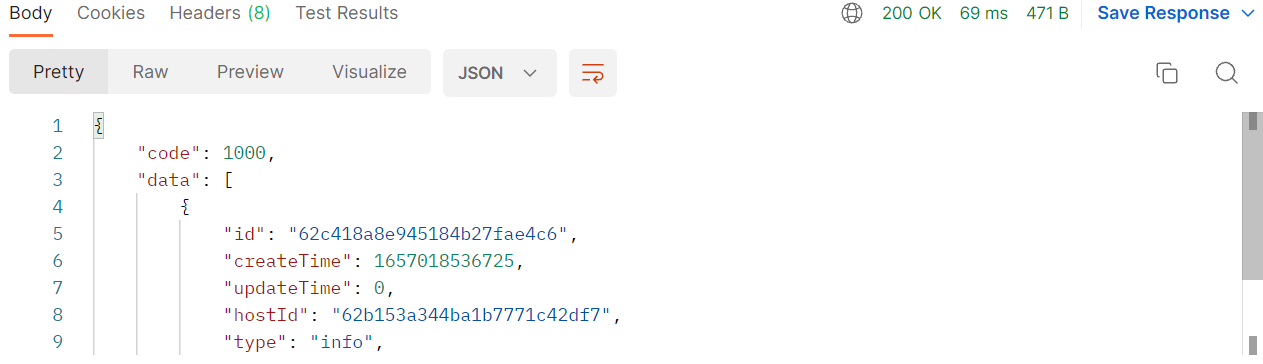 Body Cookies Headers (8) Test Results 200 OK 69 ms 471 B Save Response
Pretty Raw Preview Visualize JSON
1 {
2 "code": 1000,
3 "data": [
4 {
5 "id": "62c418a8e945184b27fae4c6",
6 "createTime": 1657018536725,
7 "updateTime": 0,
8 "hostId": "62b153a344ba1b7771c42df7",
9 "type": "info",